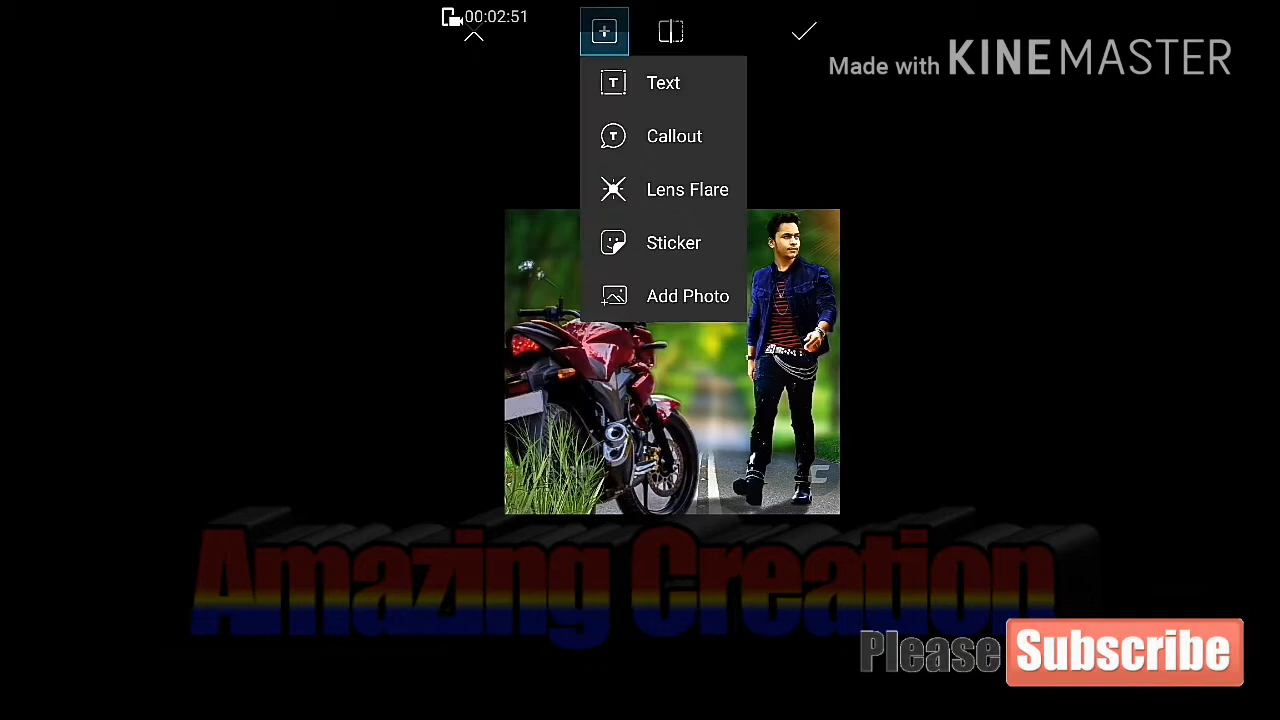 00:02:51
Made with KINEMASTER
Text
Callout
Lens Flare
Sticker
Add Photo
Amazing Creation
Please Subscribe